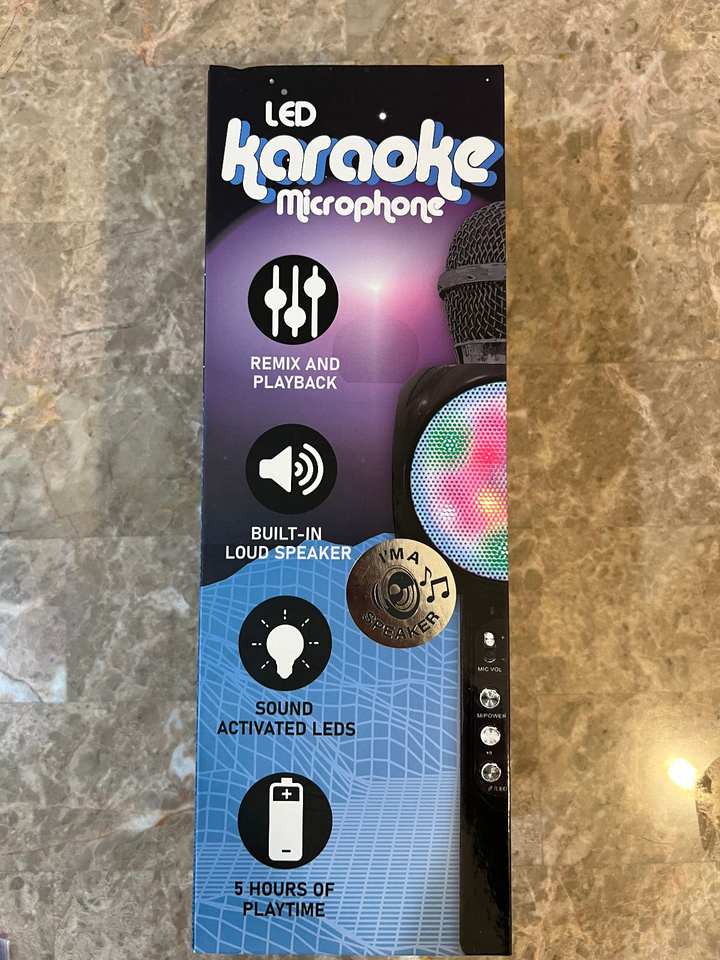 LED
karaoke
Microphone
REMIX AND
PLAYBACK
BUILT-IN
LOUD SPEAKER
I'M A
SPEAKER
SOUND
ACTIVATED LEDS
5 HOURS OF
PLAYTIME
MIC VOL
M/POWER